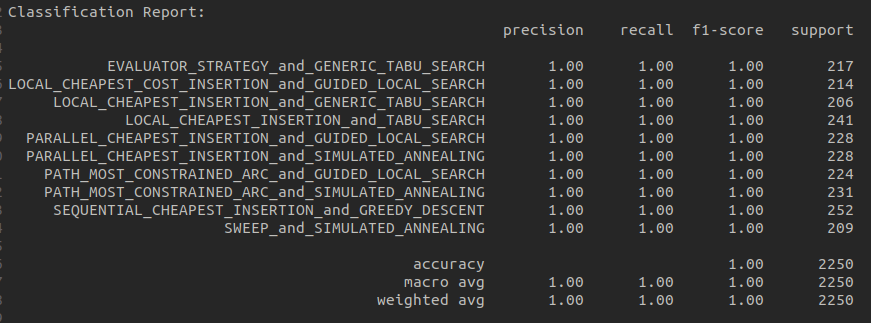 Classification Report:
precision recall f1-score support
EVALUATOR_STRATEGY_and_GENERIC_TABU_SEARCH 1.00 1.00 1.00 217
LOCAL_CHEAPEST_COST_INSERTION_and_GUIDED_LOCAL_SEARCH 1.00 1.00 1.00 214
LOCAL_CHEAPEST_INSERTION_and_GENERIC_TABU_SEARCH 1.00 1.00 1.00 206
LOCAL_CHEAPEST_INSERTION_and_TABU_SEARCH 1.00 1.00 1.00 241
PARALLEL_CHEAPEST_INSERTION_and_GUIDED_LOCAL_SEARCH 1.00 1.00 1.00 228
PARALLEL_CHEAPEST_INSERTION_and_SIMULATED_ANNEALING 1.00 1.00 1.00 228
PATH_MOST_CONSTRAINED_ARC_and_GUIDED_LOCAL_SEARCH 1.00 1.00 1.00 224
PATH_MOST_CONSTRAINED_ARC_and_SIMULATED_ANNEALING 1.00 1.00 1.00 231
SEQUENTIAL_CHEAPEST_INSERTION_and_GREEDY_DESCENT 1.00 1.00 1.00 252
SWEEP_and_SIMULATED_ANNEALING 1.00 1.00 1.00 209
accuracy 1.00 2250
macro avg 1.00 1.00 1.00 2250
weighted avg 1.00 1.00 1.00 2250